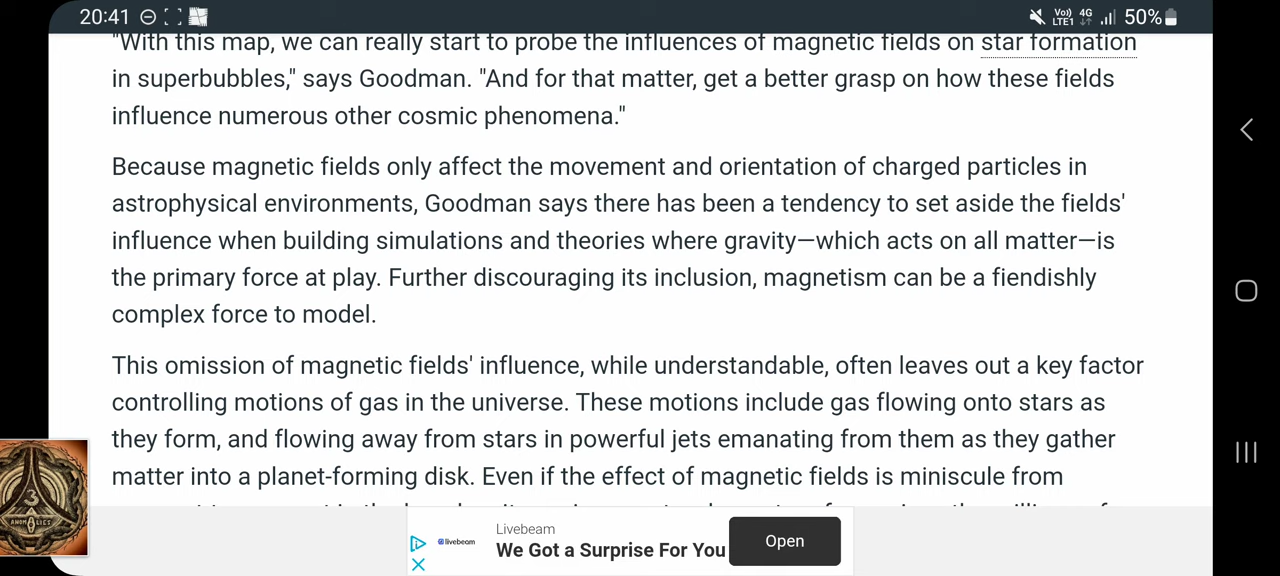 20:41
Vo)) 4G
LTE1
50%
"With this map, we can really start to probe the influences of magnetic fields on star formation
in superbubbles," says Goodman. "And for that matter, get a better grasp on how these fields
influence numerous other cosmic phenomena."
Because magnetic fields only affect the movement and orientation of charged particles in
astrophysical environments, Goodman says there has been a tendency to set aside the fields'
influence when building simulations and theories where gravity—which acts on all matter—is
the primary force at play. Further discouraging its inclusion, magnetism can be a fiendishly
complex force to model.
This omission of magnetic fields' influence, while understandable, often leaves out a key factor
controlling motions of gas in the universe. These motions include gas flowing onto stars as
they form, and flowing away from stars in powerful jets emanating from them as they gather
matter into a planet-forming disk. Even if the effect of magnetic fields is miniscule from
3
ANOMALIES
Livebeam
livebeam
We Got a Surprise For You
Open